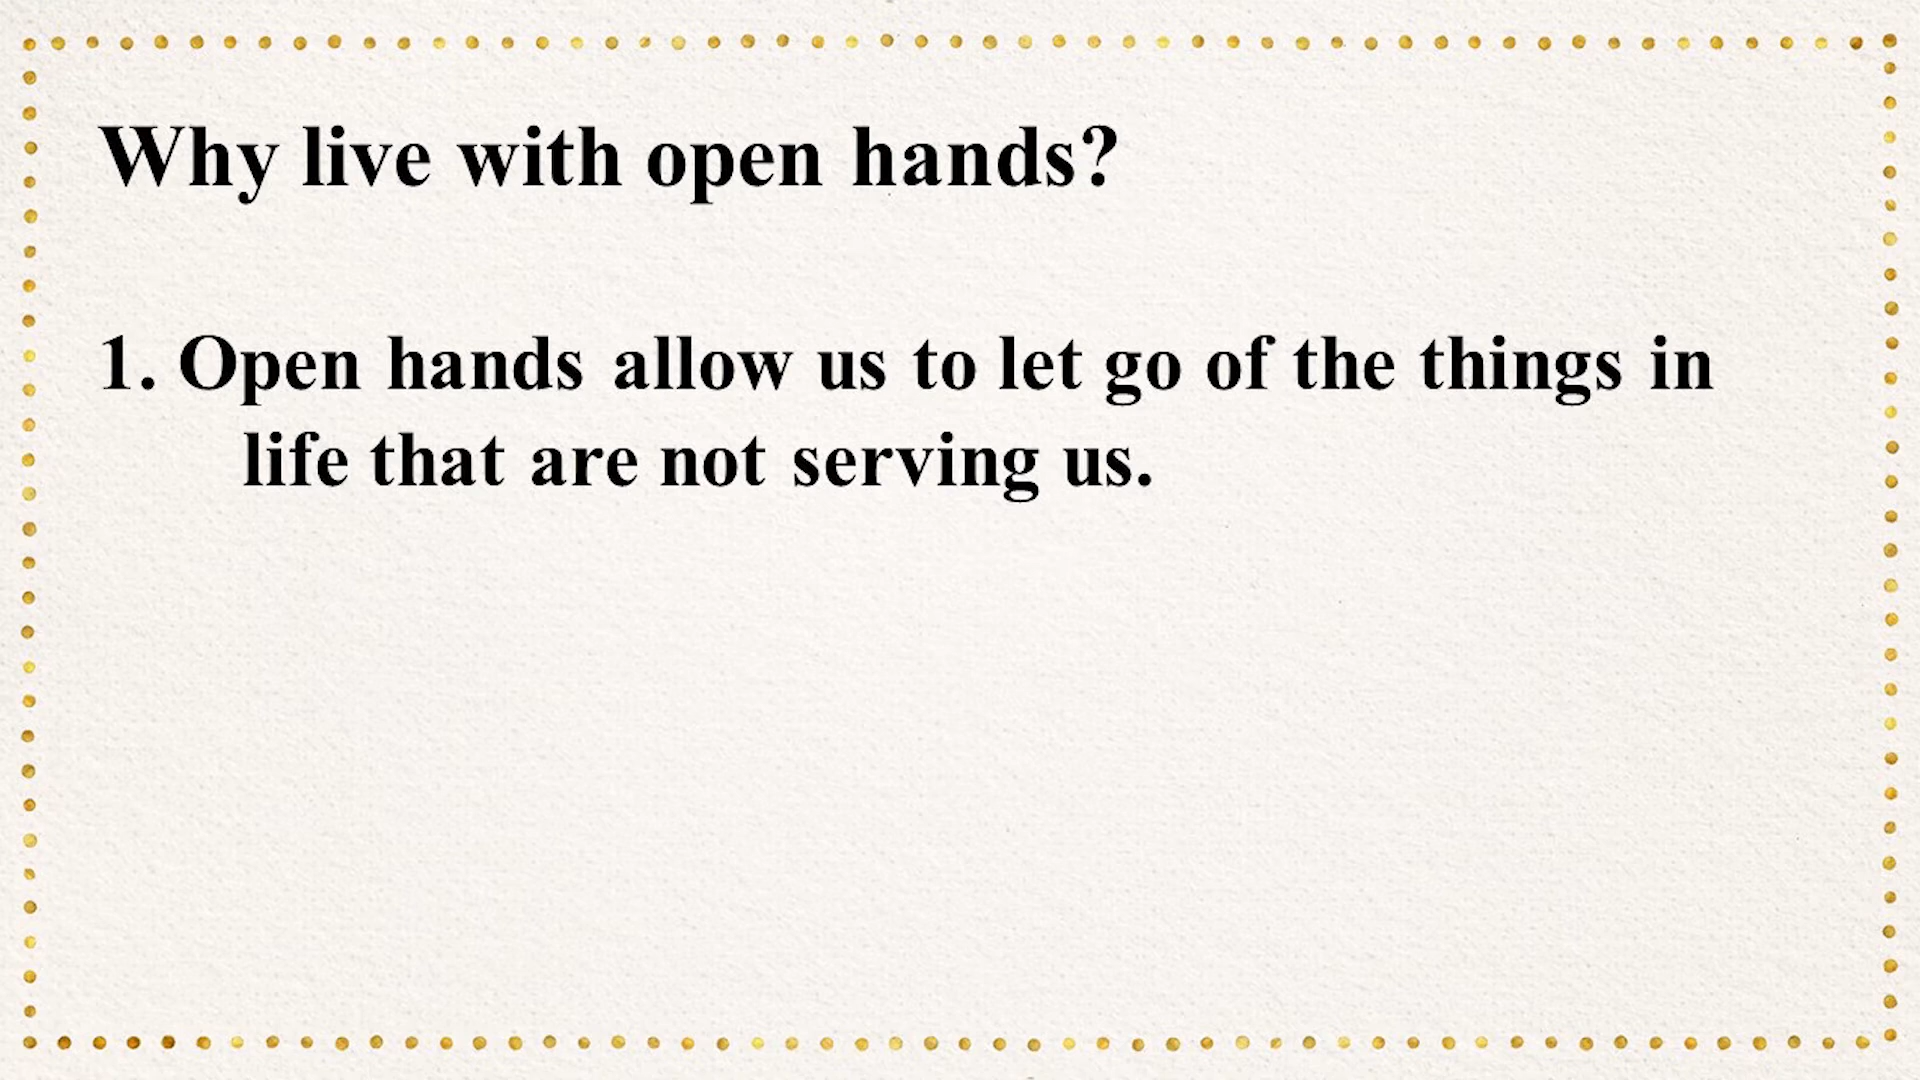 Why live with open hands?
1. Open hands allow us to let go of the things in
life that are not serving us.